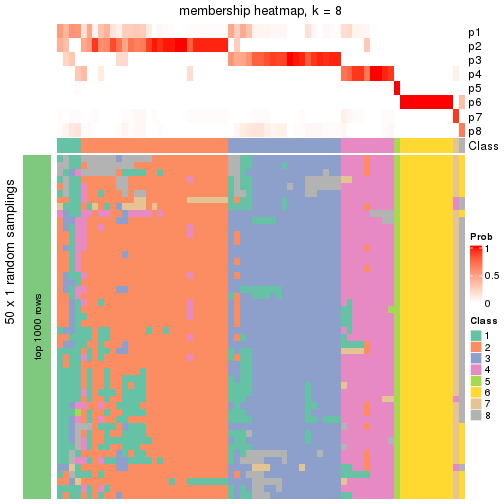 membership heatmap, k = 8
p1
p2
p3
p4
p5
p6
p7
p8
Class
50 x 1 random samplings
top 1000 rows
Prob
1
0.5
0
Class
1
2
3
4
5
6
7
8